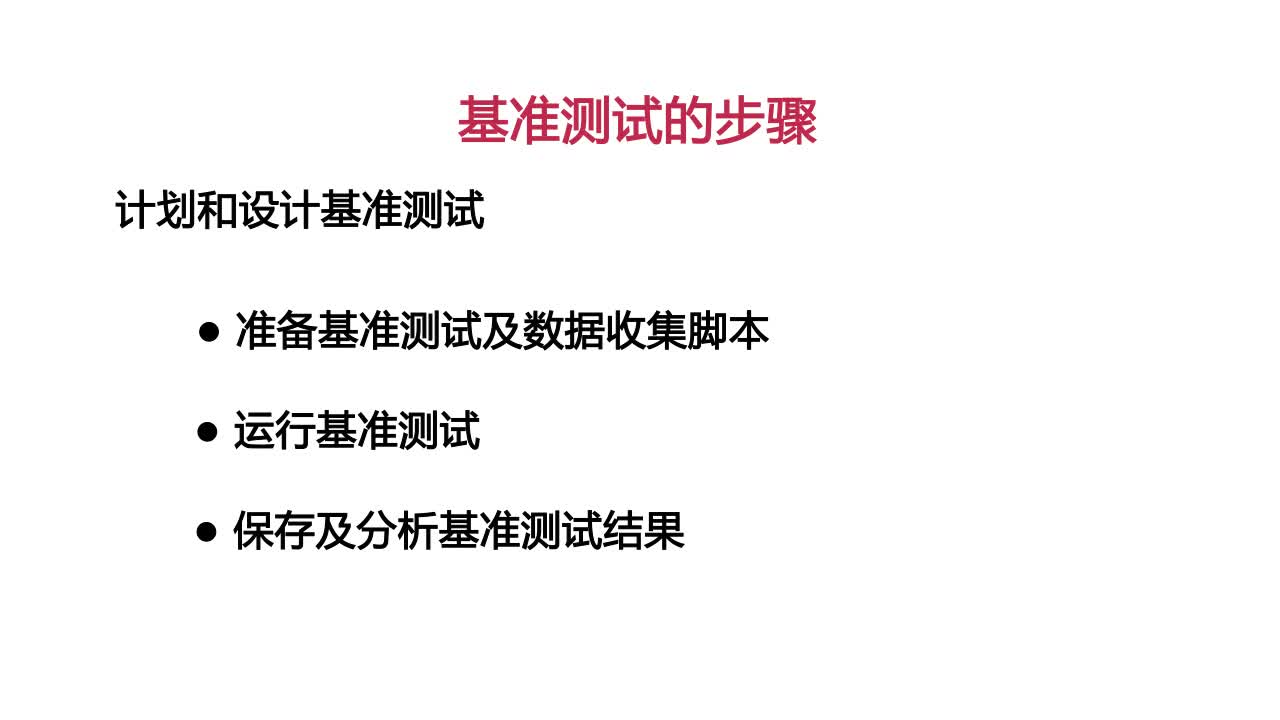 基准测试的步骤
计划和设计基准测试
● 准备基准测试及数据收集脚本
● 运行基准测试
● 保存及分析基准测试结果